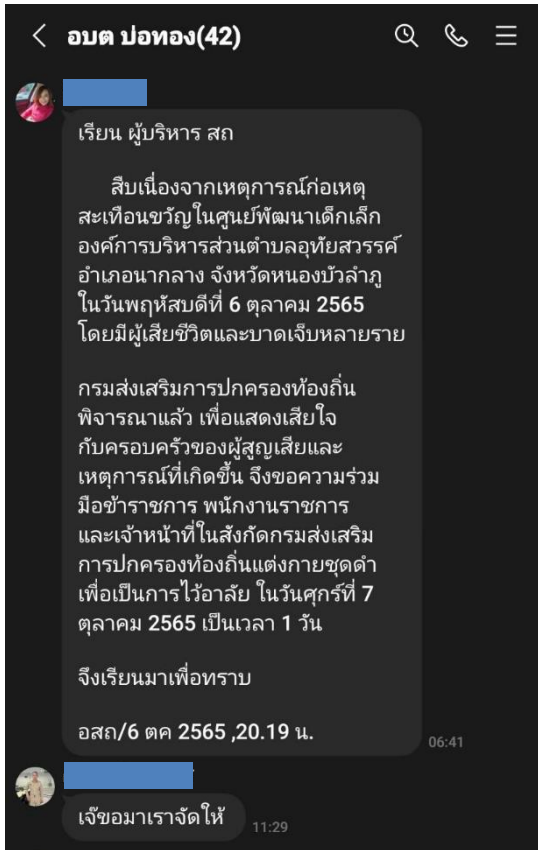 อบต บ่อทอง(42)
เรียน ผู้บริหาร สถ
สืบเนื่องจากเหตุการณ์ก่อเหตุ
สะเทือนขวัญในศูนย์พัฒนาเด็กเล็ก
องค์การบริหารส่วนตำบลอุทัยสวรรค์
อำเภอนากลาง จังหวัดหนองบัวลำภู
ในวันพฤหัสบดีที่ 6 ตุลาคม 2565
โดยมีผู้เสียชีวิตและบาดเจ็บหลายราย
กรมส่งเสริมการปกครองท้องถิ่น
พิจารณาแล้ว เพื่อแสดงเสียใจ
กับครอบครัวของผู้สูญเสียและ
เหตุการณ์ที่เกิดขึ้น จึงขอความร่วม
มือข้าราชการ พนักงานราชการ
และเจ้าหน้าที่ในสังกัดกรมส่งเสริม
การปกครองท้องถิ่นแต่งกายชุดดำ
เพื่อเป็นการไว้อาลัย ในวันศุกร์ที่ 7
ตุลาคม 2565 เป็นเวลา 1 วัน
จึงเรียนมาเพื่อทราบ
อสถ/6 ตค 2565 ,20.19 น.
06:41
เจ๊ขอมาเราจัดให้
11:29